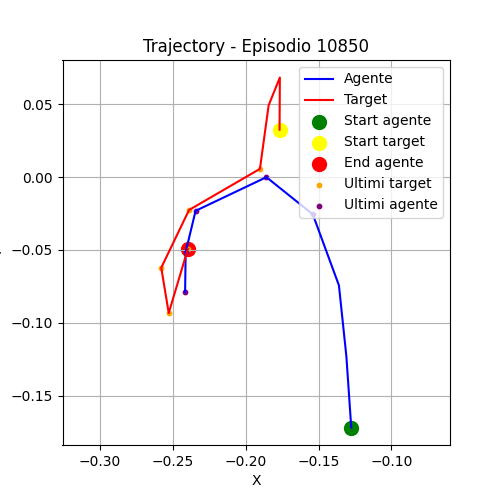 Trajectory - Episodio 10850
Agente
Target
Start agente
Start target
End agente
Ultimi target
Ultimi agente
0.05
0.00
−0.05
−0.10
−0.15
−0.30
−0.25
−0.20
−0.15
−0.10
X